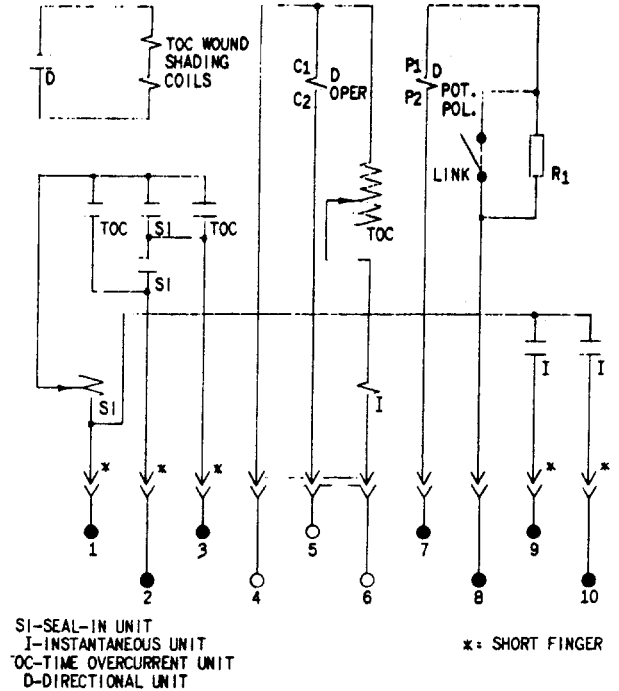 TOC WOUND
SHADING
COILS
D
C1
C2
D
OPER
P1
P2
D
POT.
POL.
LINK
R1
TOC
SI
TOC
SI
TOC
SI
I
I
I
*
*
*
*
*
1
2
3
4
5
6
7
8
9
10
SI-SEAL-IN UNIT
I-INSTANTANEOUS UNIT
OC-TIME OVERCURRENT UNIT
D-DIRECTIONAL UNIT
*: SHORT FINGER